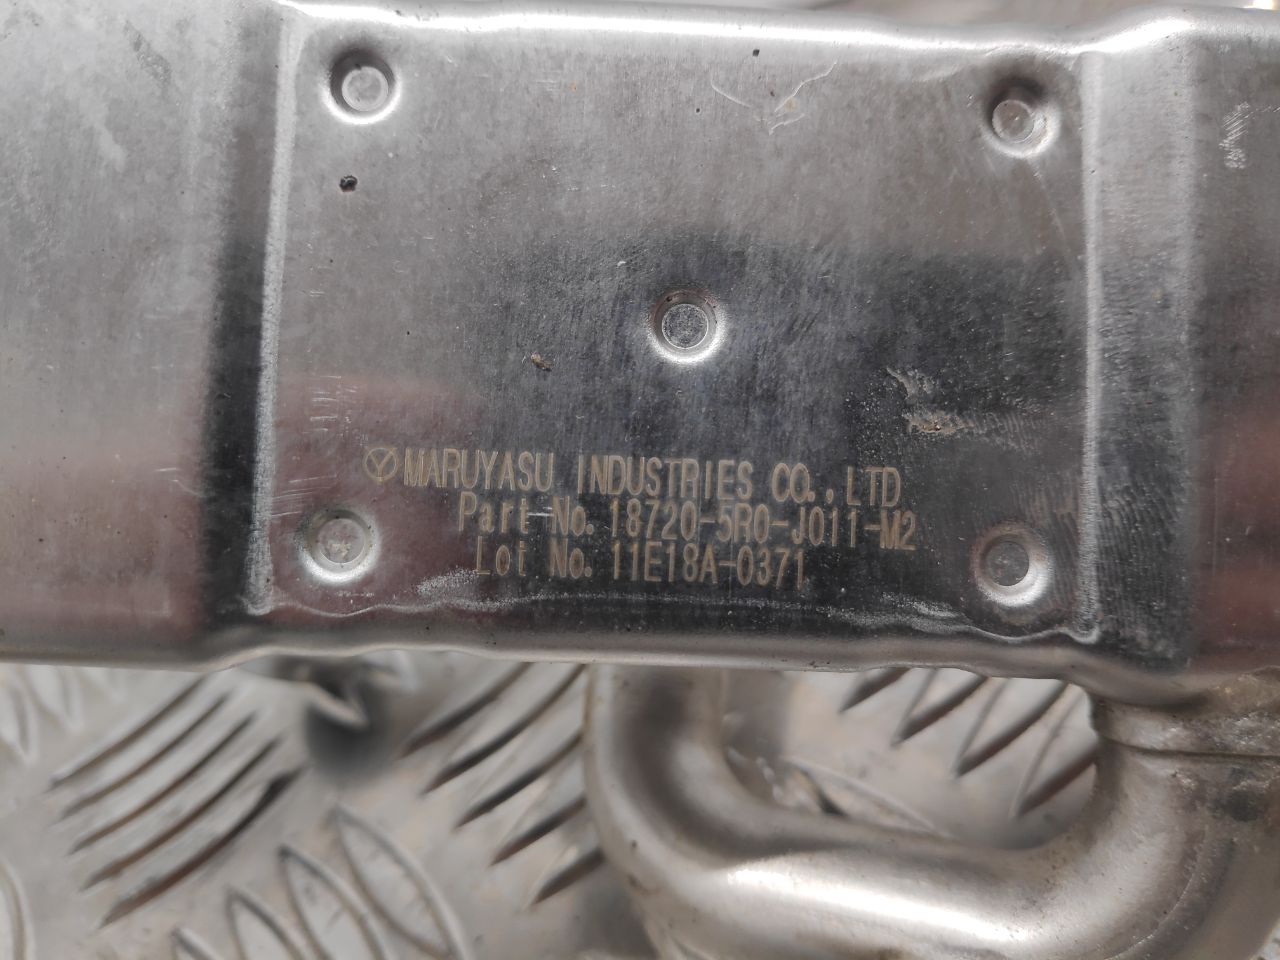 MARUYASU INDUSTRIES CO., LTD
Part No. 18720-5R0-J011-M2
Lot No. 11E18A-0371